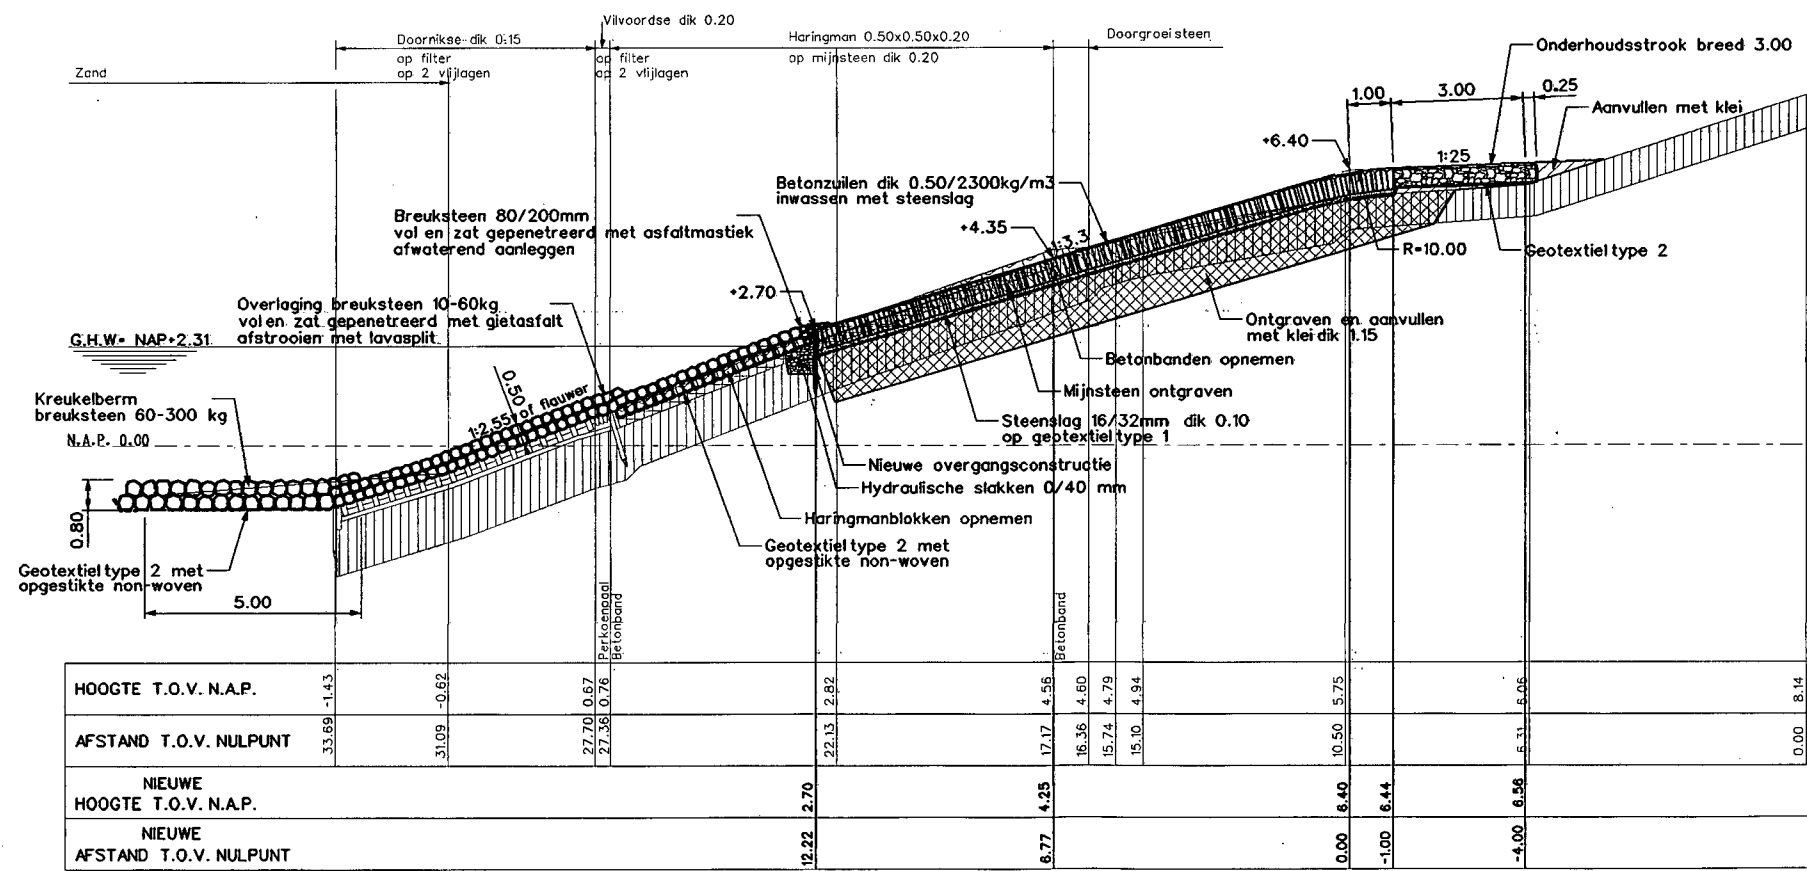 Vilvoordse dik 0.20
Doornikse dik 0.15
op filter
op 2 vlijlagen
op filter
op 2 vlijlagen
Haringman 0.50x0.50x0.20
op mijnsteen dik 0.20
Doorgroeisteen
Zand
Onderhoudsstrook breed 3.00
1.00
3.00
0.25
Aanvullen met klei
+6.40
1:25
Betonzuilen dik 0.50/2300kg/m3
inwassen met steenslag
Breuksteen 80/200mm
vol en zat gepenetreerd met asfaltmastiek
afwaterend aanleggen
+4.35
1:3.3
R=10.00
Geotextiel type 2
+2.70
Overlaging breuksteen 10-60kg
vol en zat gepenetreerd met gietasfalt
afstrooien met lavasplit.
G.H.W= NAP+2.31
Ontgraven en aanvullen
met klei dik 1.15
Betonbanden opnemen
Mijnsteen ontgraven
0.50
1:2.55 of flauwer
Kreukelberm
breuksteen 60-300 kg
N.A.P. 0.00
Steenslag 16/32mm dik 0.10
op geotextiel type 1
Nieuwe overgangsconstructie
Hydraulische slakken 0/40 mm
Haringmanblokken opnemen
Geotextiel type 2 met
opgestikte non-woven
0.80
Geotextiel type 2 met
opgestikte non-woven
5.00
Perkoenpaal
Betonband
Betonband
HOOGTE T.O.V. N.A.P. -1.43 -0.62 0.67 0.76 2.82 4.56 4.60 4.79 4.94 5.75 6.06 8.14
AFSTAND T.O.V. NULPUNT 33.69 31.09 27.70 27.36 22.13 17.17 16.36 15.74 15.10 10.50 6.31 0.00
NIEUWE
HOOGTE T.O.V. N.A.P. 2.70 4.25 6.40 6.44 6.56
NIEUWE
AFSTAND T.O.V. NULPUNT 12.22 6.77 0.00 -1.00 -4.00